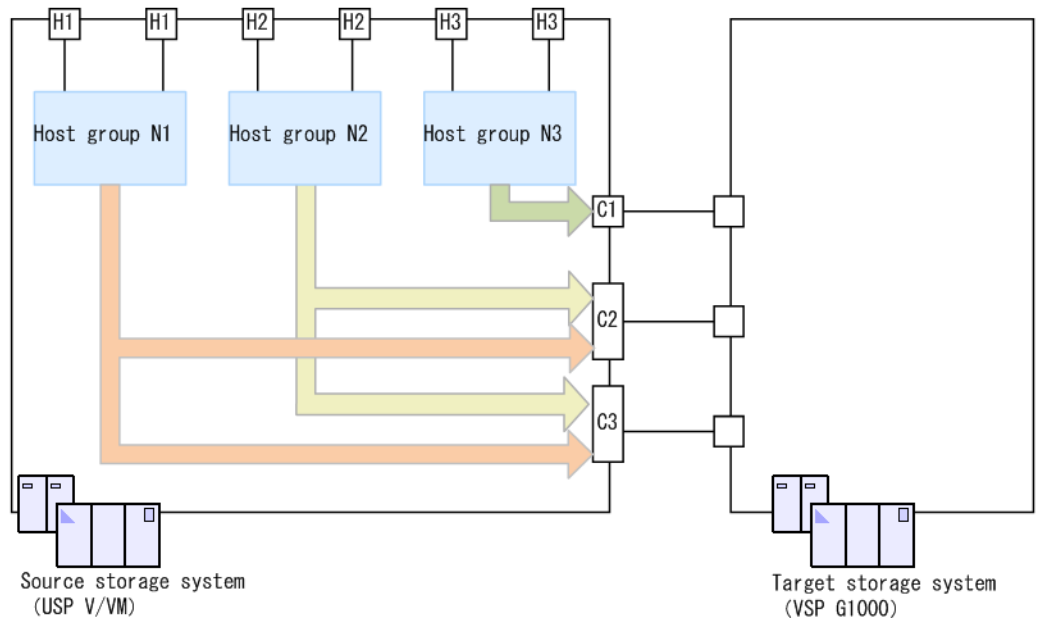 H1
H1
H2
H2
H3
H3
Host group N1
Host group N2
Host group N3
C1
C2
C3
Source storage system
(USP V/VM)
Target storage system
(VSP G1000)